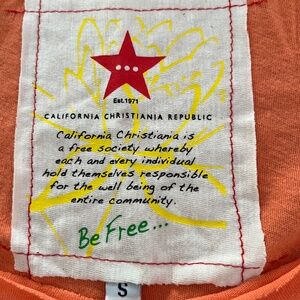 Est.1971
CALIFORNIA CHRISTIANIA REPUBLIC
California Christiania is
a free society whereby
each and every individual
hold themselves responsible
for the well being of the
entire community.
Be Free...
S